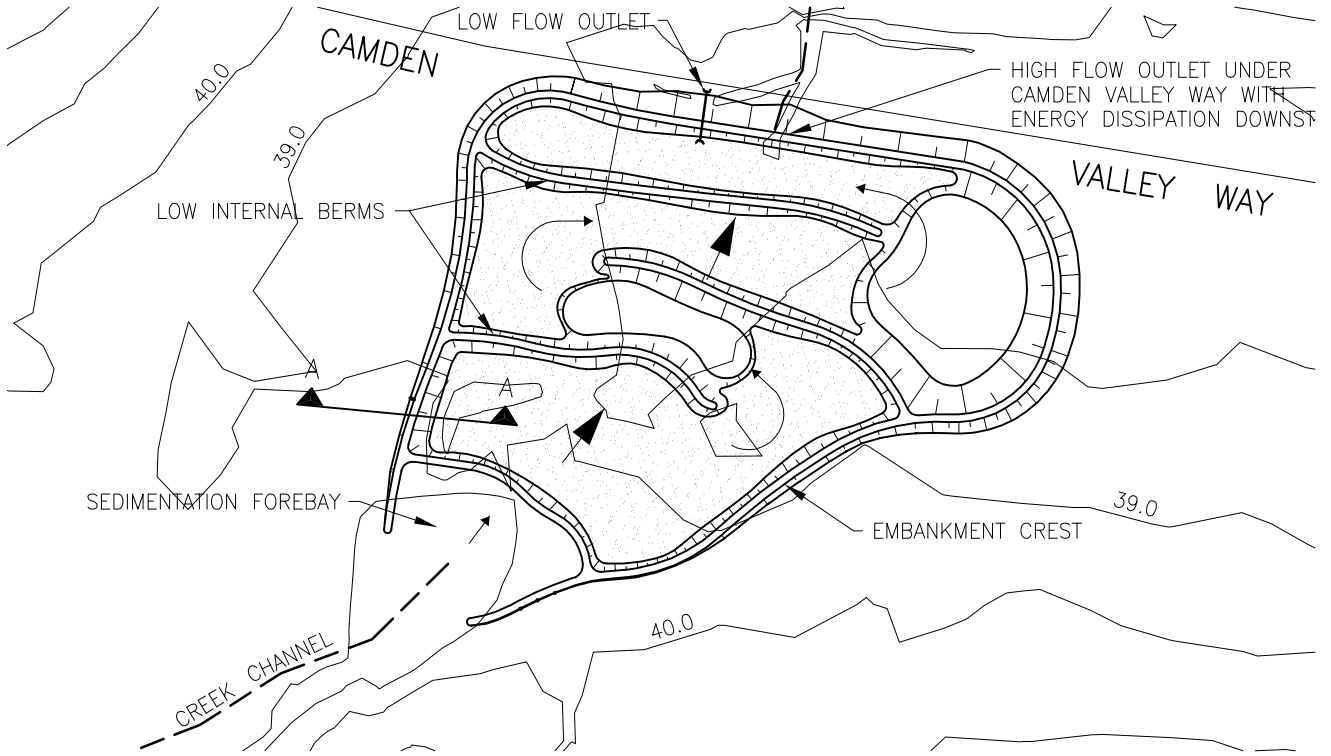 LOW FLOW OUTLET
CAMDEN
40.0
HIGH FLOW OUTLET UNDER
CAMDEN VALLEY WAY WITH
ENERGY DISSIPATION DOWNST
39.0
VALLEY WAY
LOW INTERNAL BERMS
A
A
SEDIMENTATION FOREBAY
39.0
EMBANKMENT CREST
40.0
CREEK CHANNEL